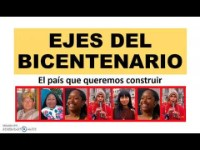 EJES DEL
BICENTENARIO
El país que queremos construir